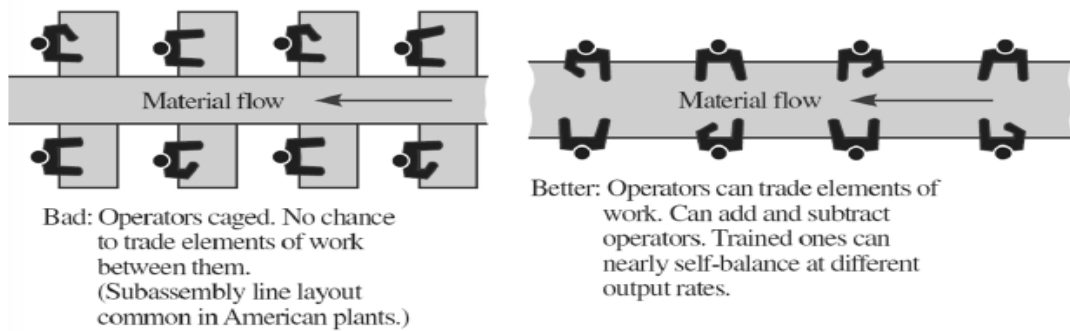 Material flow
Bad: Operators caged. No chance
to trade elements of work
between them.
(Subassembly line layout
common in American plants.)
Material flow
Better: Operators can trade elements of
work. Can add and subtract
operators. Trained ones can
nearly self-balance at different
output rates.